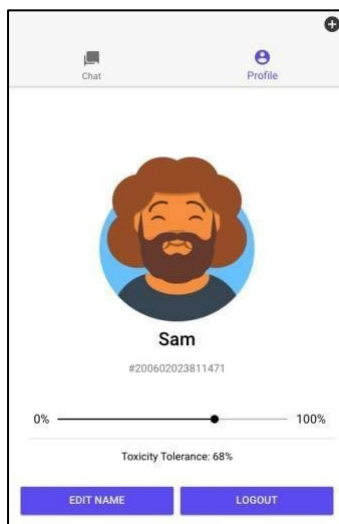 Chat Profile
Sam
#200602023811471
0% 100%
Toxicity Tolerance: 68%
EDIT NAME LOGOUT